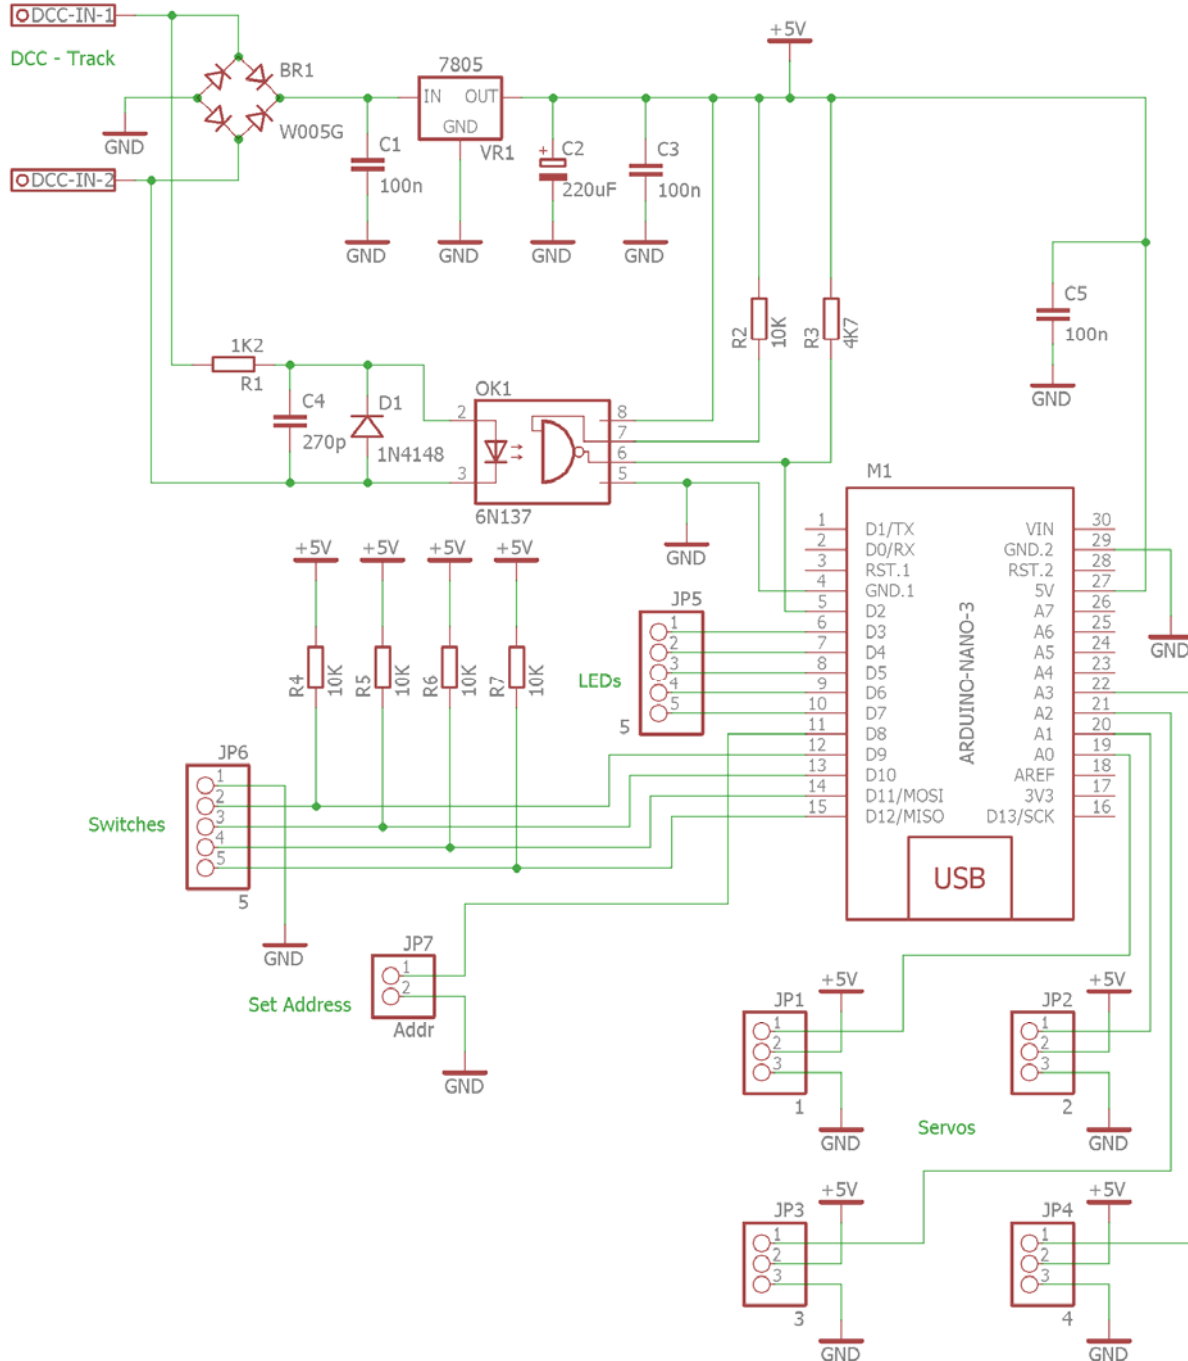 DCC-IN-1
DCC - Track
+5V
BR1
W005G
GND
DCC-IN-2
7805
IN OUT
GND
VR1
C1
100n
GND
GND
+ C2
220uF
GND
C3
100n
GND
R2
10K
R3
4K7
C5
100n
GND
1K2
R1
C4
270p
D1
1N4148
OK1
2
3
8
7
6
5
6N137
GND
M1
ARDUINO-NANO-3
1 D1/TX VIN 30
2 D0/RX GND.2 29
3 RST.1 RST.2 28
4 GND.1 5V 27
5 D2 A7 26
6 D3 A6 25
7 D4 A5 24
8 D5 A4 23
9 D6 A3 22
10 D7 A2 21
11 D8 A1 20
12 D9 A0 19
13 D10 AREF 18
14 D11/MOSI 3V3 17
15 D12/MISO D13/SCK 16
USB
GND
+5V +5V +5V +5V
R4
10K
R5
10K
R6
10K
R7
10K
JP5
LEDs
1
2
3
4
5
5
JP6
Switches
1
2
3
4
5
5
GND
JP7
1
2
Set Address
Addr
GND
JP1
+5V
1
2
3
1
GND
JP2
+5V
1
2
3
2
GND
Servos
JP3
+5V
1
2
3
3
GND
JP4
+5V
1
2
3
4
GND